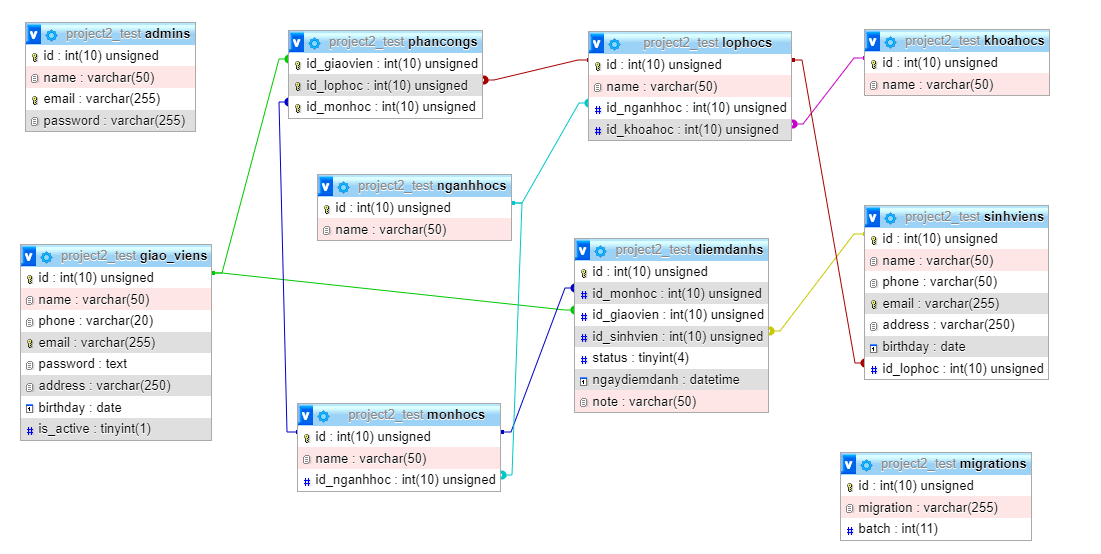 project2_test admins
id : int(10) unsigned
name : varchar(50)
email : varchar(255)
password : varchar(255)
project2_test phancongs
id_giaovien : int(10) unsigned
id_lophoc : int(10) unsigned
id_monhoc : int(10) unsigned
project2_test lophocs
id : int(10) unsigned
name : varchar(50)
id_nganhhoc : int(10) unsigned
id_khoahoc : int(10) unsigned
project2_test khoahocs
id : int(10) unsigned
name : varchar(50)
project2_test nganhhocs
id : int(10) unsigned
name : varchar(50)
project2_test giao_viens
id : int(10) unsigned
name : varchar(50)
phone : varchar(20)
email : varchar(255)
password : text
address : varchar(250)
birthday : date
is_active : tinyint(1)
project2_test diemdanhs
id : int(10) unsigned
id_monhoc : int(10) unsigned
id_giaovien : int(10) unsigned
id_sinhvien : int(10) unsigned
status : tinyint(4)
ngaydiemdanh : datetime
note : varchar(50)
project2_test sinhviens
id : int(10) unsigned
name : varchar(50)
phone : varchar(50)
email : varchar(255)
address : varchar(250)
birthday : date
id_lophoc : int(10) unsigned
project2_test monhocs
id : int(10) unsigned
name : varchar(50)
id_nganhhoc : int(10) unsigned
project2_test migrations
id : int(10) unsigned
migration : varchar(255)
batch : int(11)